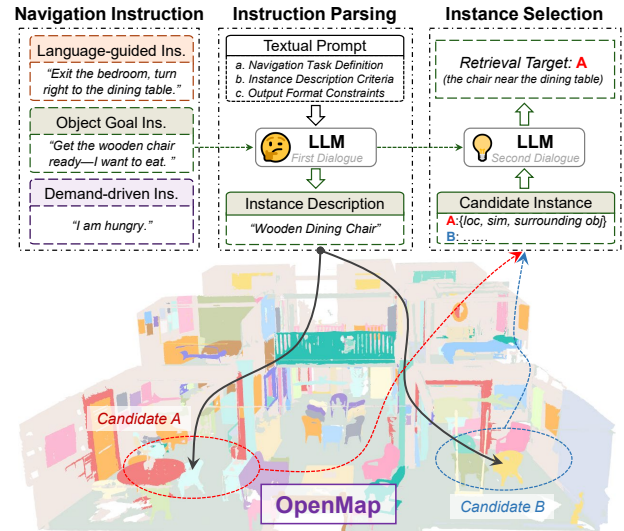 Navigation Instruction
Language-guided Ins.
“Exit the bedroom, turn
right to the dining table.”
Object Goal Ins.
“Get the wooden chair
ready—I want to eat. ”
Demand-driven Ins.
“I am hungry.”
Instruction Parsing
Textual Prompt
a. Navigation Task Definition
b. Instance Description Criteria
c. Output Format Constraints
LLM
First Dialogue
Instance Description
“Wooden Dining Chair”
Instance Selection
Retrieval Target: A
(the chair near the dining table)
LLM
Second Dialogue
Candidate Instance
A:{loc, sim, surrounding obj}
B: ......
Candidate A
OpenMap
Candidate B